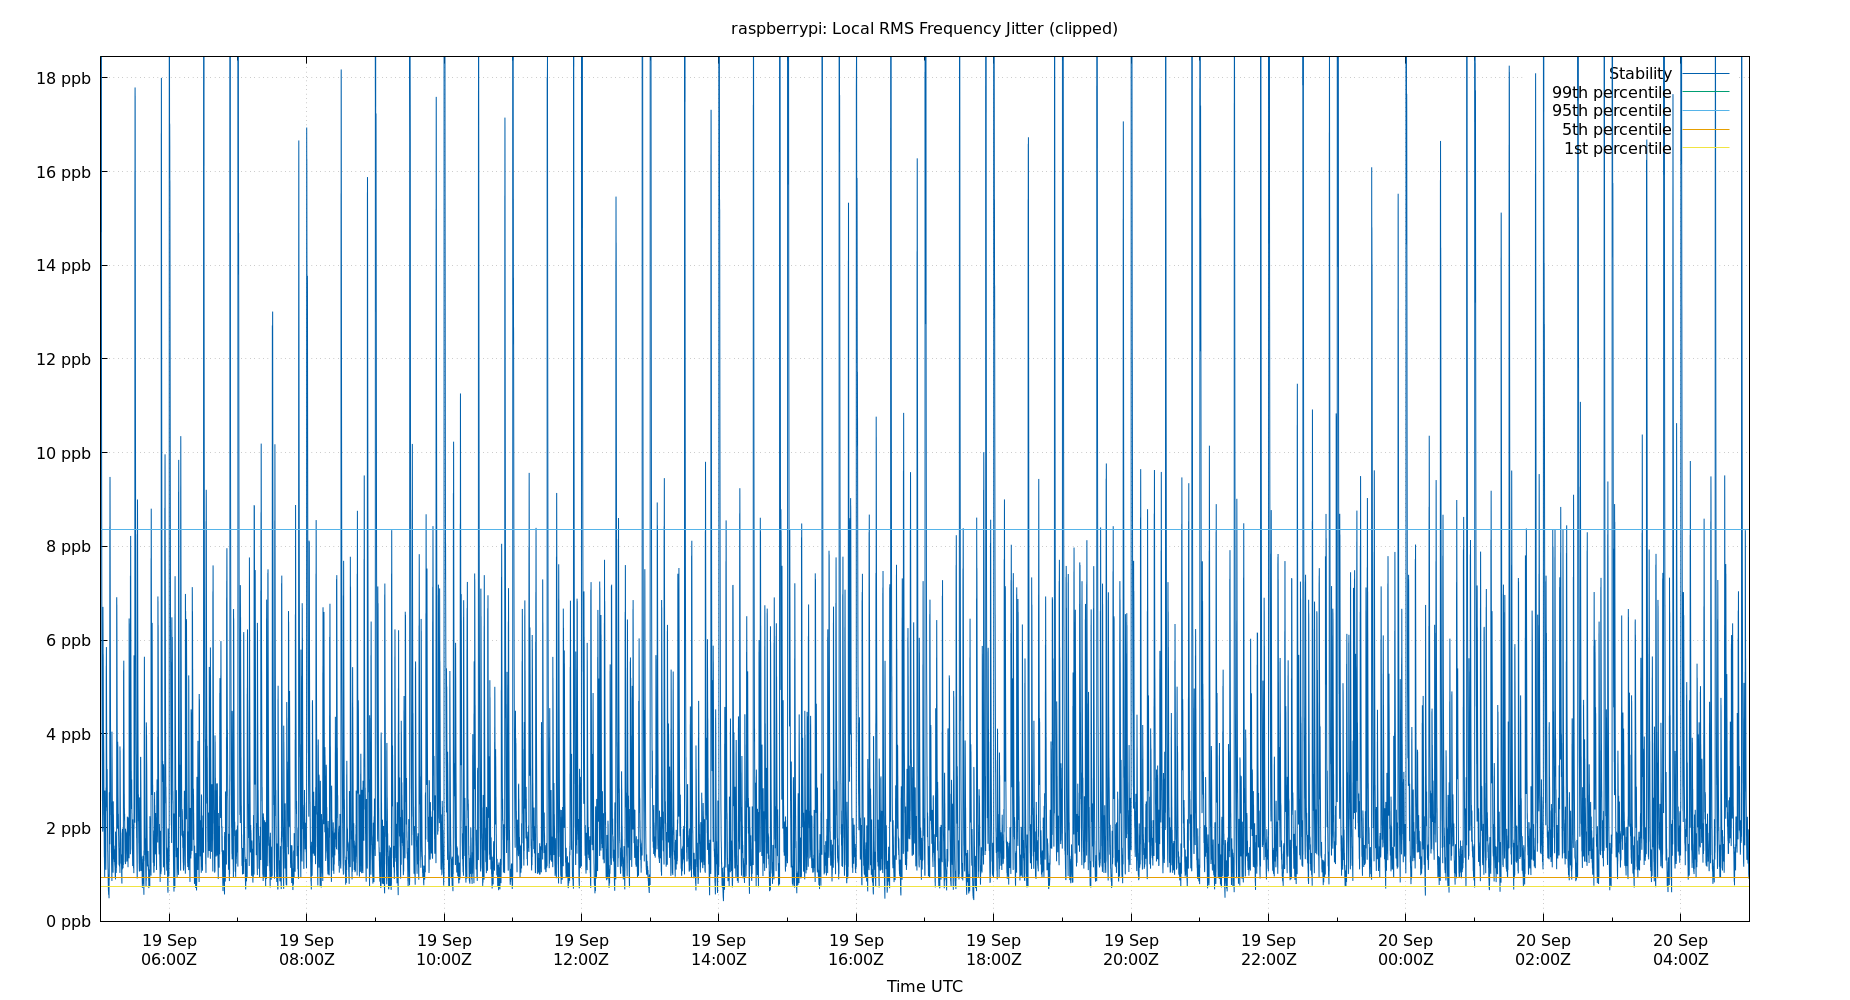 raspberrypi: Local RMS Frequency Jitter (clipped)
18 ppb
16 ppb
14 ppb
12 ppb
10 ppb
8 ppb
6 ppb
4 ppb
2 ppb
0 ppb
Stability
99th percentile
95th percentile
5th percentile
1st percentile
19 Sep 19 Sep 19 Sep 19 Sep 19 Sep 19 Sep 19 Sep 19 Sep 19 Sep 20 Sep 20 Sep 20 Sep
06:00Z 08:00Z 10:00Z 12:00Z 14:00Z 16:00Z 18:00Z 20:00Z 22:00Z 00:00Z 02:00Z 04:00Z
Time UTC